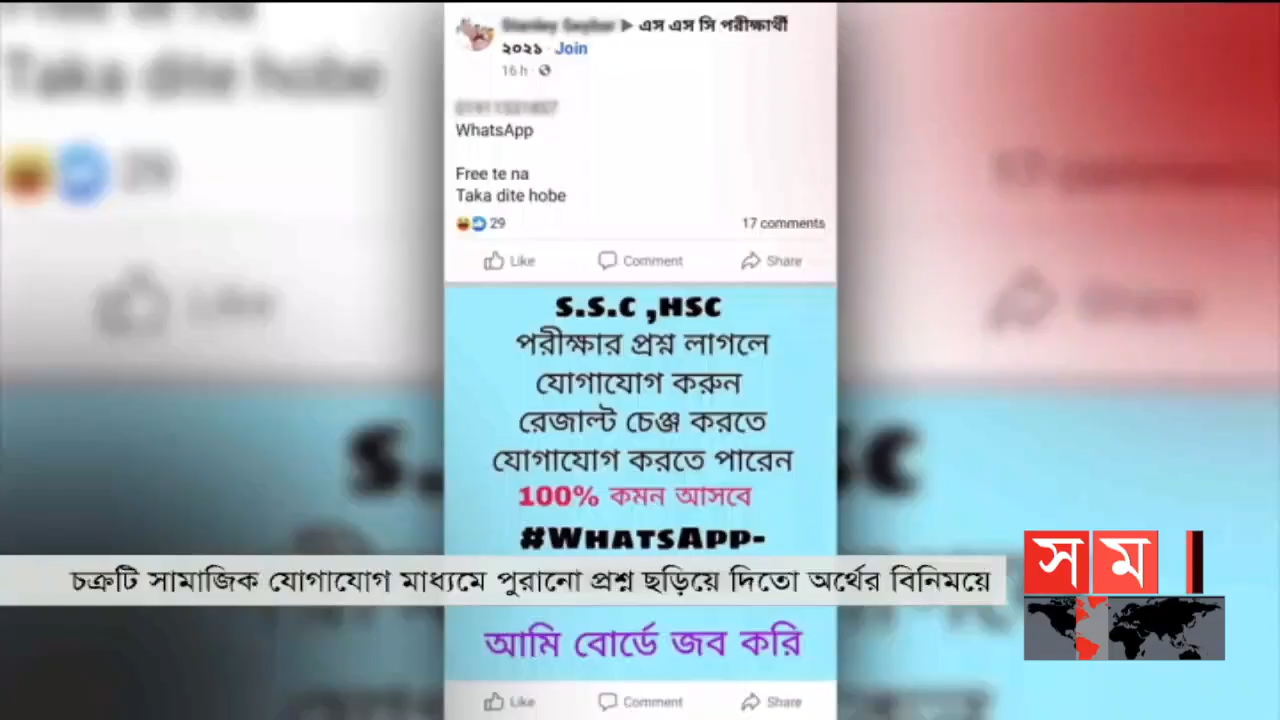 ▶ এস এস সি পরীক্ষার্থী
২০২১ · Join
16 h ·
WhatsApp
Free te na
Taka dite hobe
29 17 comments
Like Comment Share
S.S.C ,HSC
পরীক্ষার প্রশ্ন লাগলে
যোগাযোগ করুন
রেজাল্ট চেঞ্জ করতে
যোগাযোগ করতে পারেন
100% কমন আসবে
#WHATSAPP-
চক্রটি সামাজিক যোগাযোগ মাধ্যমে পুরানো প্রশ্ন ছড়িয়ে দিতো অর্থের বিনিময়ে
সম
আমি বোর্ডে জব করি
Like Comment Share